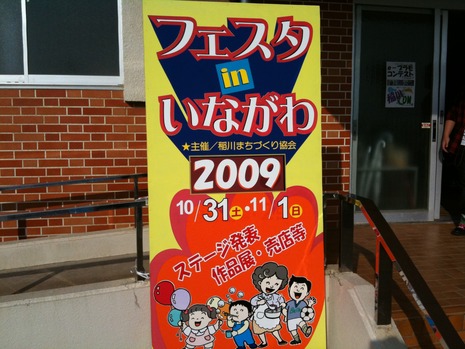 フェスタ
in
いながわ
★主催／稲川まちづくり協会
2009
10/31土・11/1日
ステージ発表
作品展・売店等